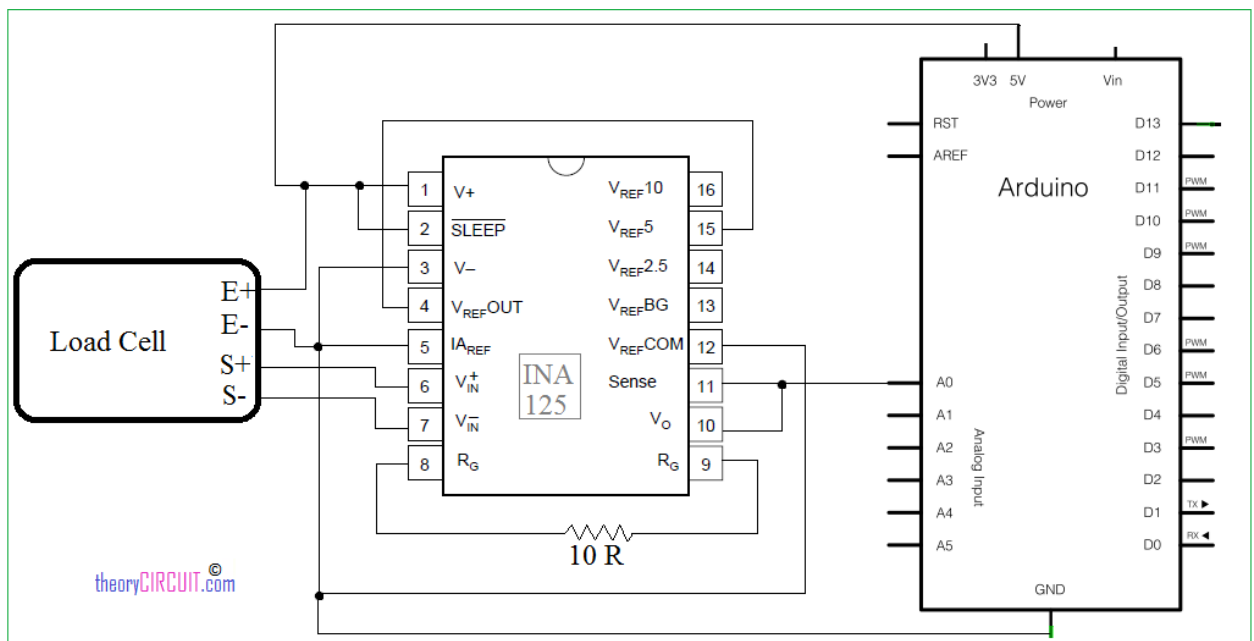 3V3 5V Vin
Power
RST D13
AREF D12
Arduino
D11 PWM
D10 PWM
D9 PWM
D8
D7
D6 PWM
A0 D5 PWM
A1 D4
A2 D3 PWM
A3 D2
A4 D1 TX
A5 D0 RX
GND
Analog Input
Digital Input/Output
1 V+ VREF10 16
2 SLEEP VREF5 15
3 V– VREF2.5 14
4 VREFOUT VREFBG 13
5 IAREF VREFCOM 12
6 V+IN Sense 11
7 V–IN VO 10
8 RG RG 9
INA
125
Load Cell
E+
E-
S+
S-
10 R
©
theoryCIRCUIT.com